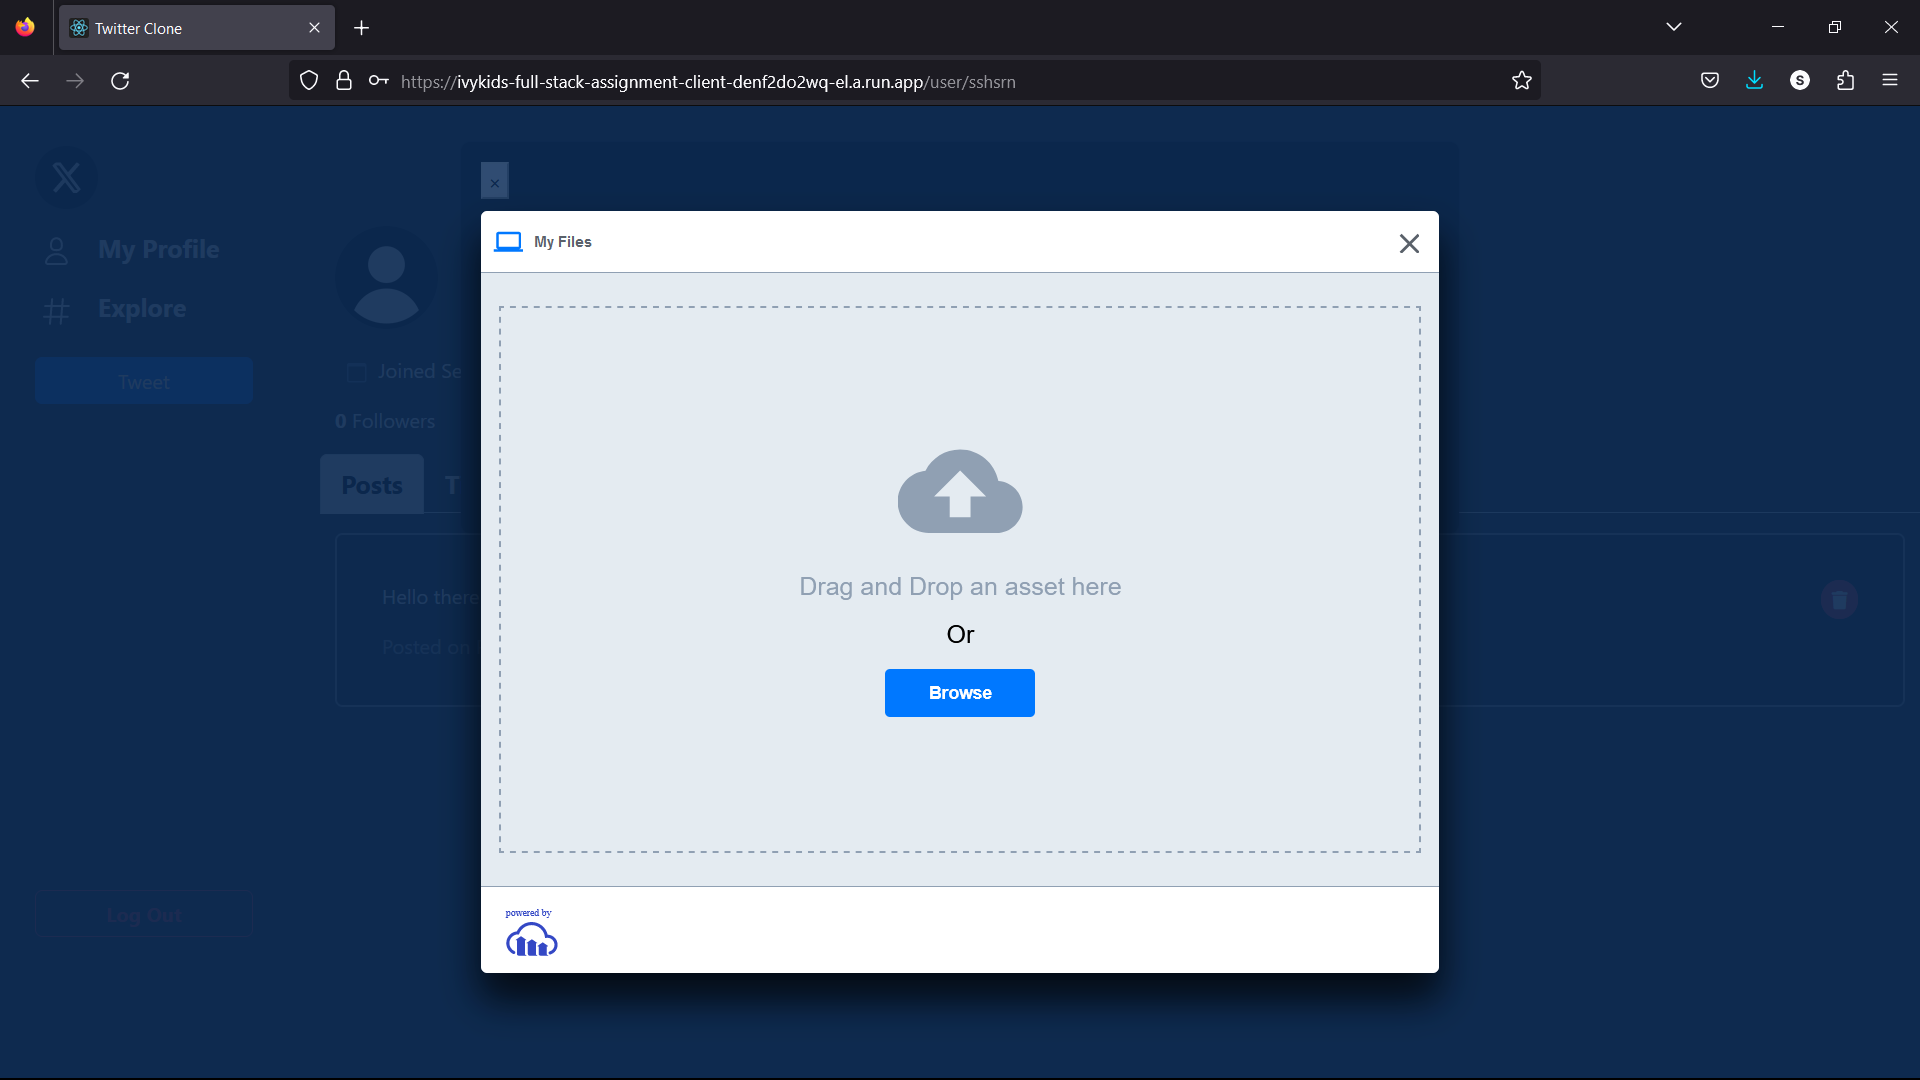 Twitter Clone
https://ivykids-full-stack-assignment-client-denf2do2wq-el.a.run.app/user/sshsrn
S
My Profile
Explore
Tweet
Log Out
Joined Se
0 Followers
Posts T
Hello there
Posted on
My Files
Drag and Drop an asset here
Or
Browse
powered by